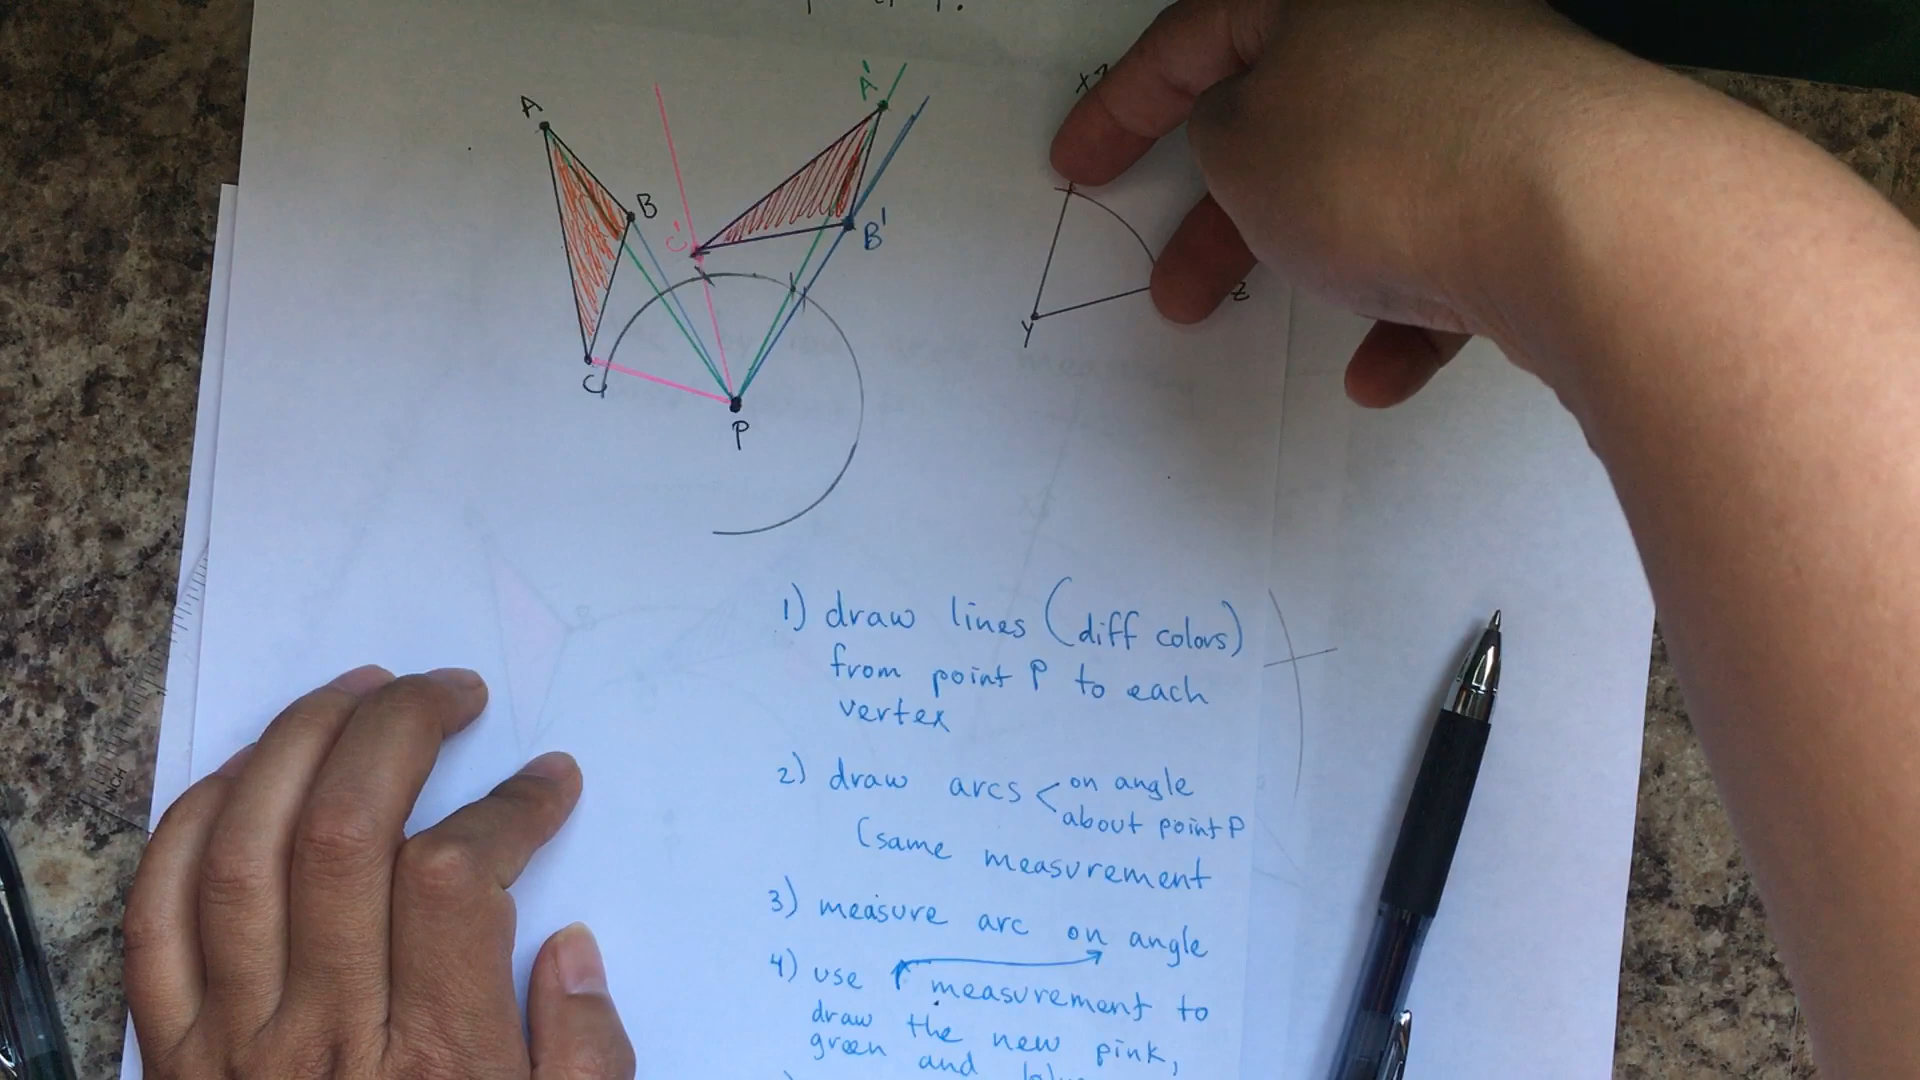 A
A'
B
C'
B'
C
P
X
Y
Z
1) draw lines (diff colors)
from point P to each
vertex
2) draw arcs < on angle
about point P
(same measurement
3) measure arc on angle
4) use measurement to
draw the new pink,
green and
INCH